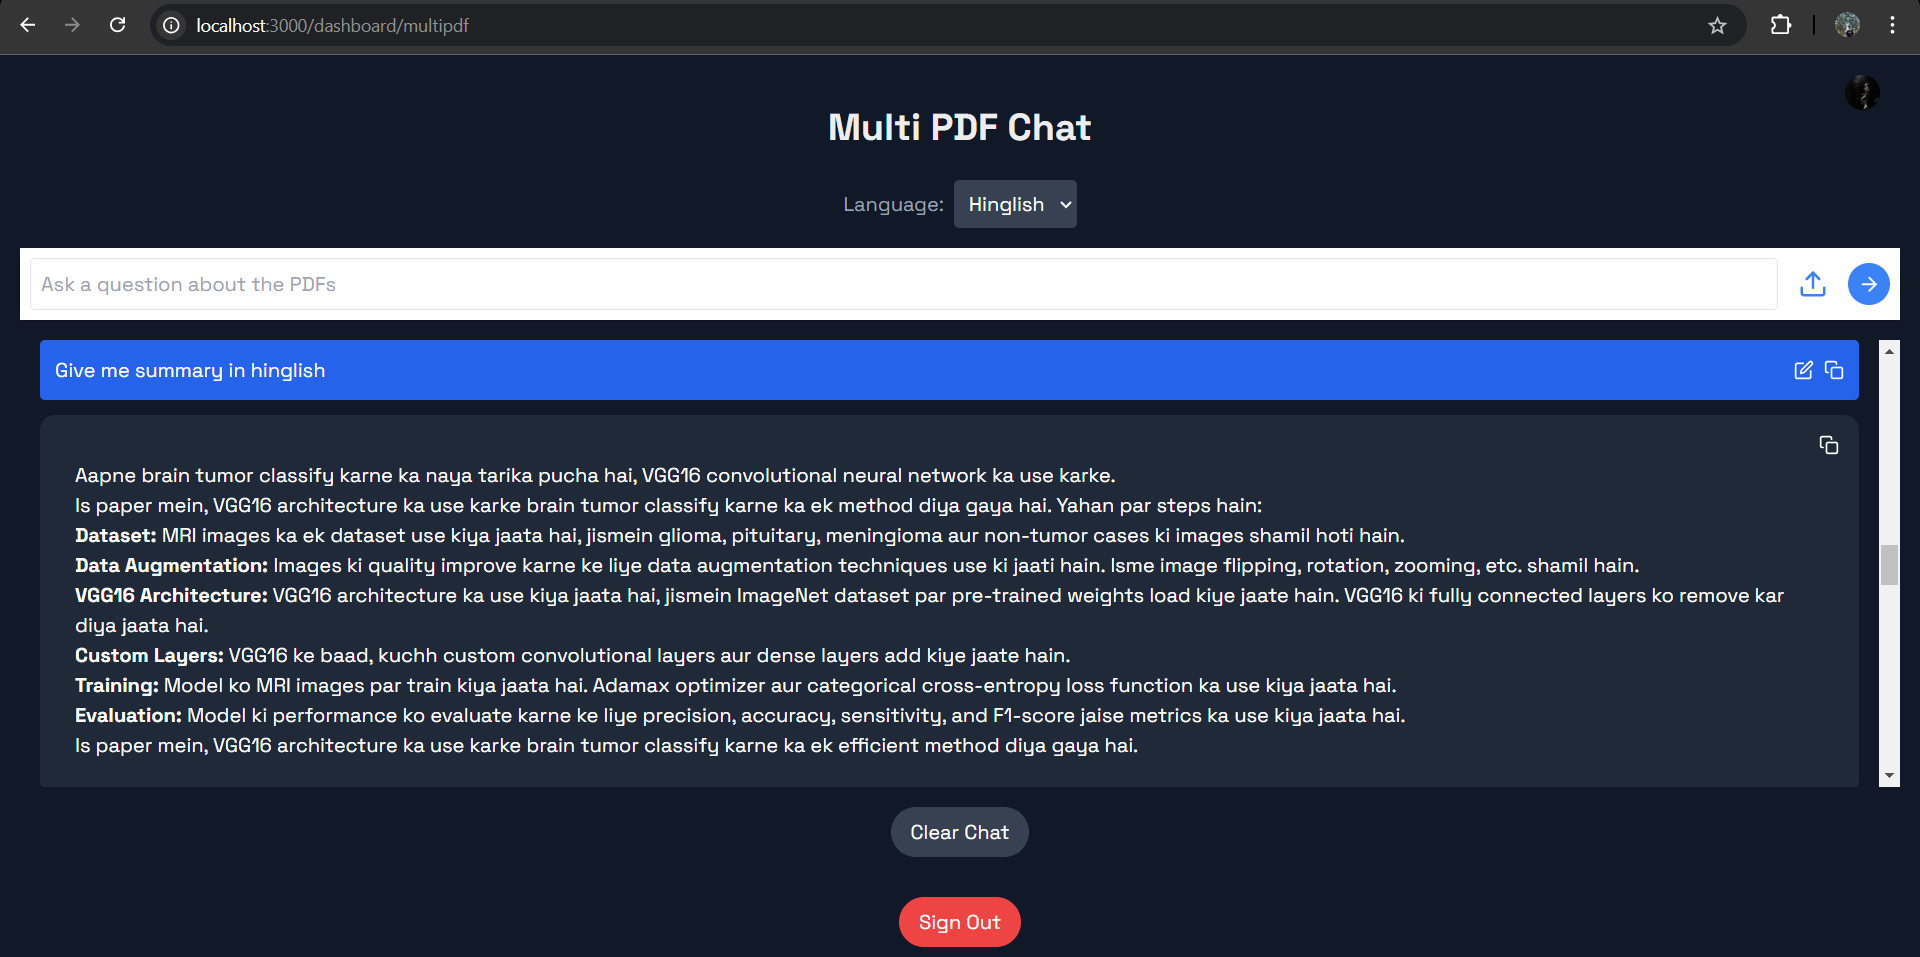 localhost:3000/dashboard/multipdf
Multi PDF Chat
Language: Hinglish
Ask a question about the PDFs
Give me summary in hinglish
Aapne brain tumor classify karne ka naya tarika pucha hai, VGG16 convolutional neural network ka use karke.
Is paper mein, VGG16 architecture ka use karke brain tumor classify karne ka ek method diya gaya hai. Yahan par steps hain:
Dataset: MRI images ka ek dataset use kiya jaata hai, jismein glioma, pituitary, meningioma aur non-tumor cases ki images shamil hoti hain.
Data Augmentation: Images ki quality improve karne ke liye data augmentation techniques use ki jaati hain. Isme image flipping, rotation, zooming, etc. shamil hain.
VGG16 Architecture: VGG16 architecture ka use kiya jaata hai, jismein ImageNet dataset par pre-trained weights load kiye jaate hain. VGG16 ki fully connected layers ko remove kar
diya jaata hai.
Custom Layers: VGG16 ke baad, kuchh custom convolutional layers aur dense layers add kiye jaate hain.
Training: Model ko MRI images par train kiya jaata hai. Adamax optimizer aur categorical cross-entropy loss function ka use kiya jaata hai.
Evaluation: Model ki performance ko evaluate karne ke liye precision, accuracy, sensitivity, and F1-score jaise metrics ka use kiya jaata hai.
Is paper mein, VGG16 architecture ka use karke brain tumor classify karne ka ek efficient method diya gaya hai.
Clear Chat
Sign Out